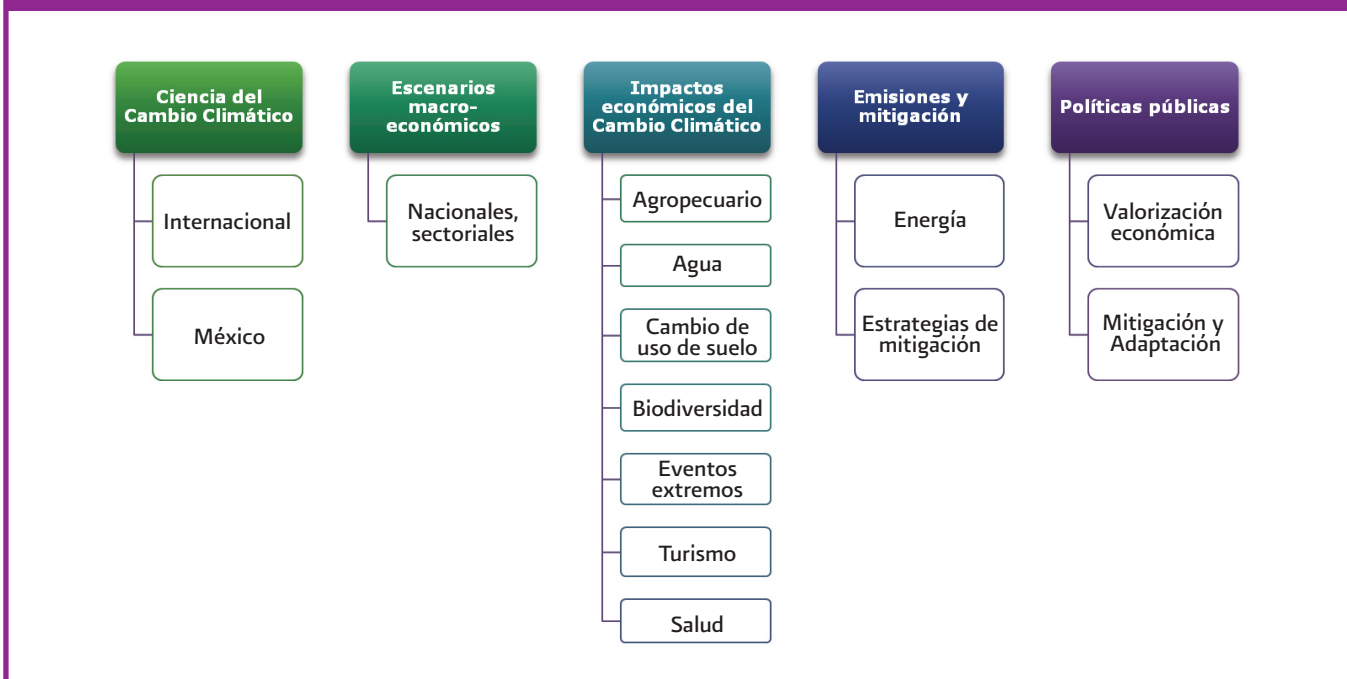 Ciencia del
Cambio Climático
Internacional
México
Escenarios
macro-
económicos
Nacionales,
sectoriales
Impactos
económicos del
Cambio Climático
Agropecuario
Agua
Cambio de
uso de suelo
Biodiversidad
Eventos
extremos
Turismo
Salud
Emisiones y
mitigación
Energía
Estrategias de
mitigación
Políticas públicas
Valorización
económica
Mitigación y
Adaptación